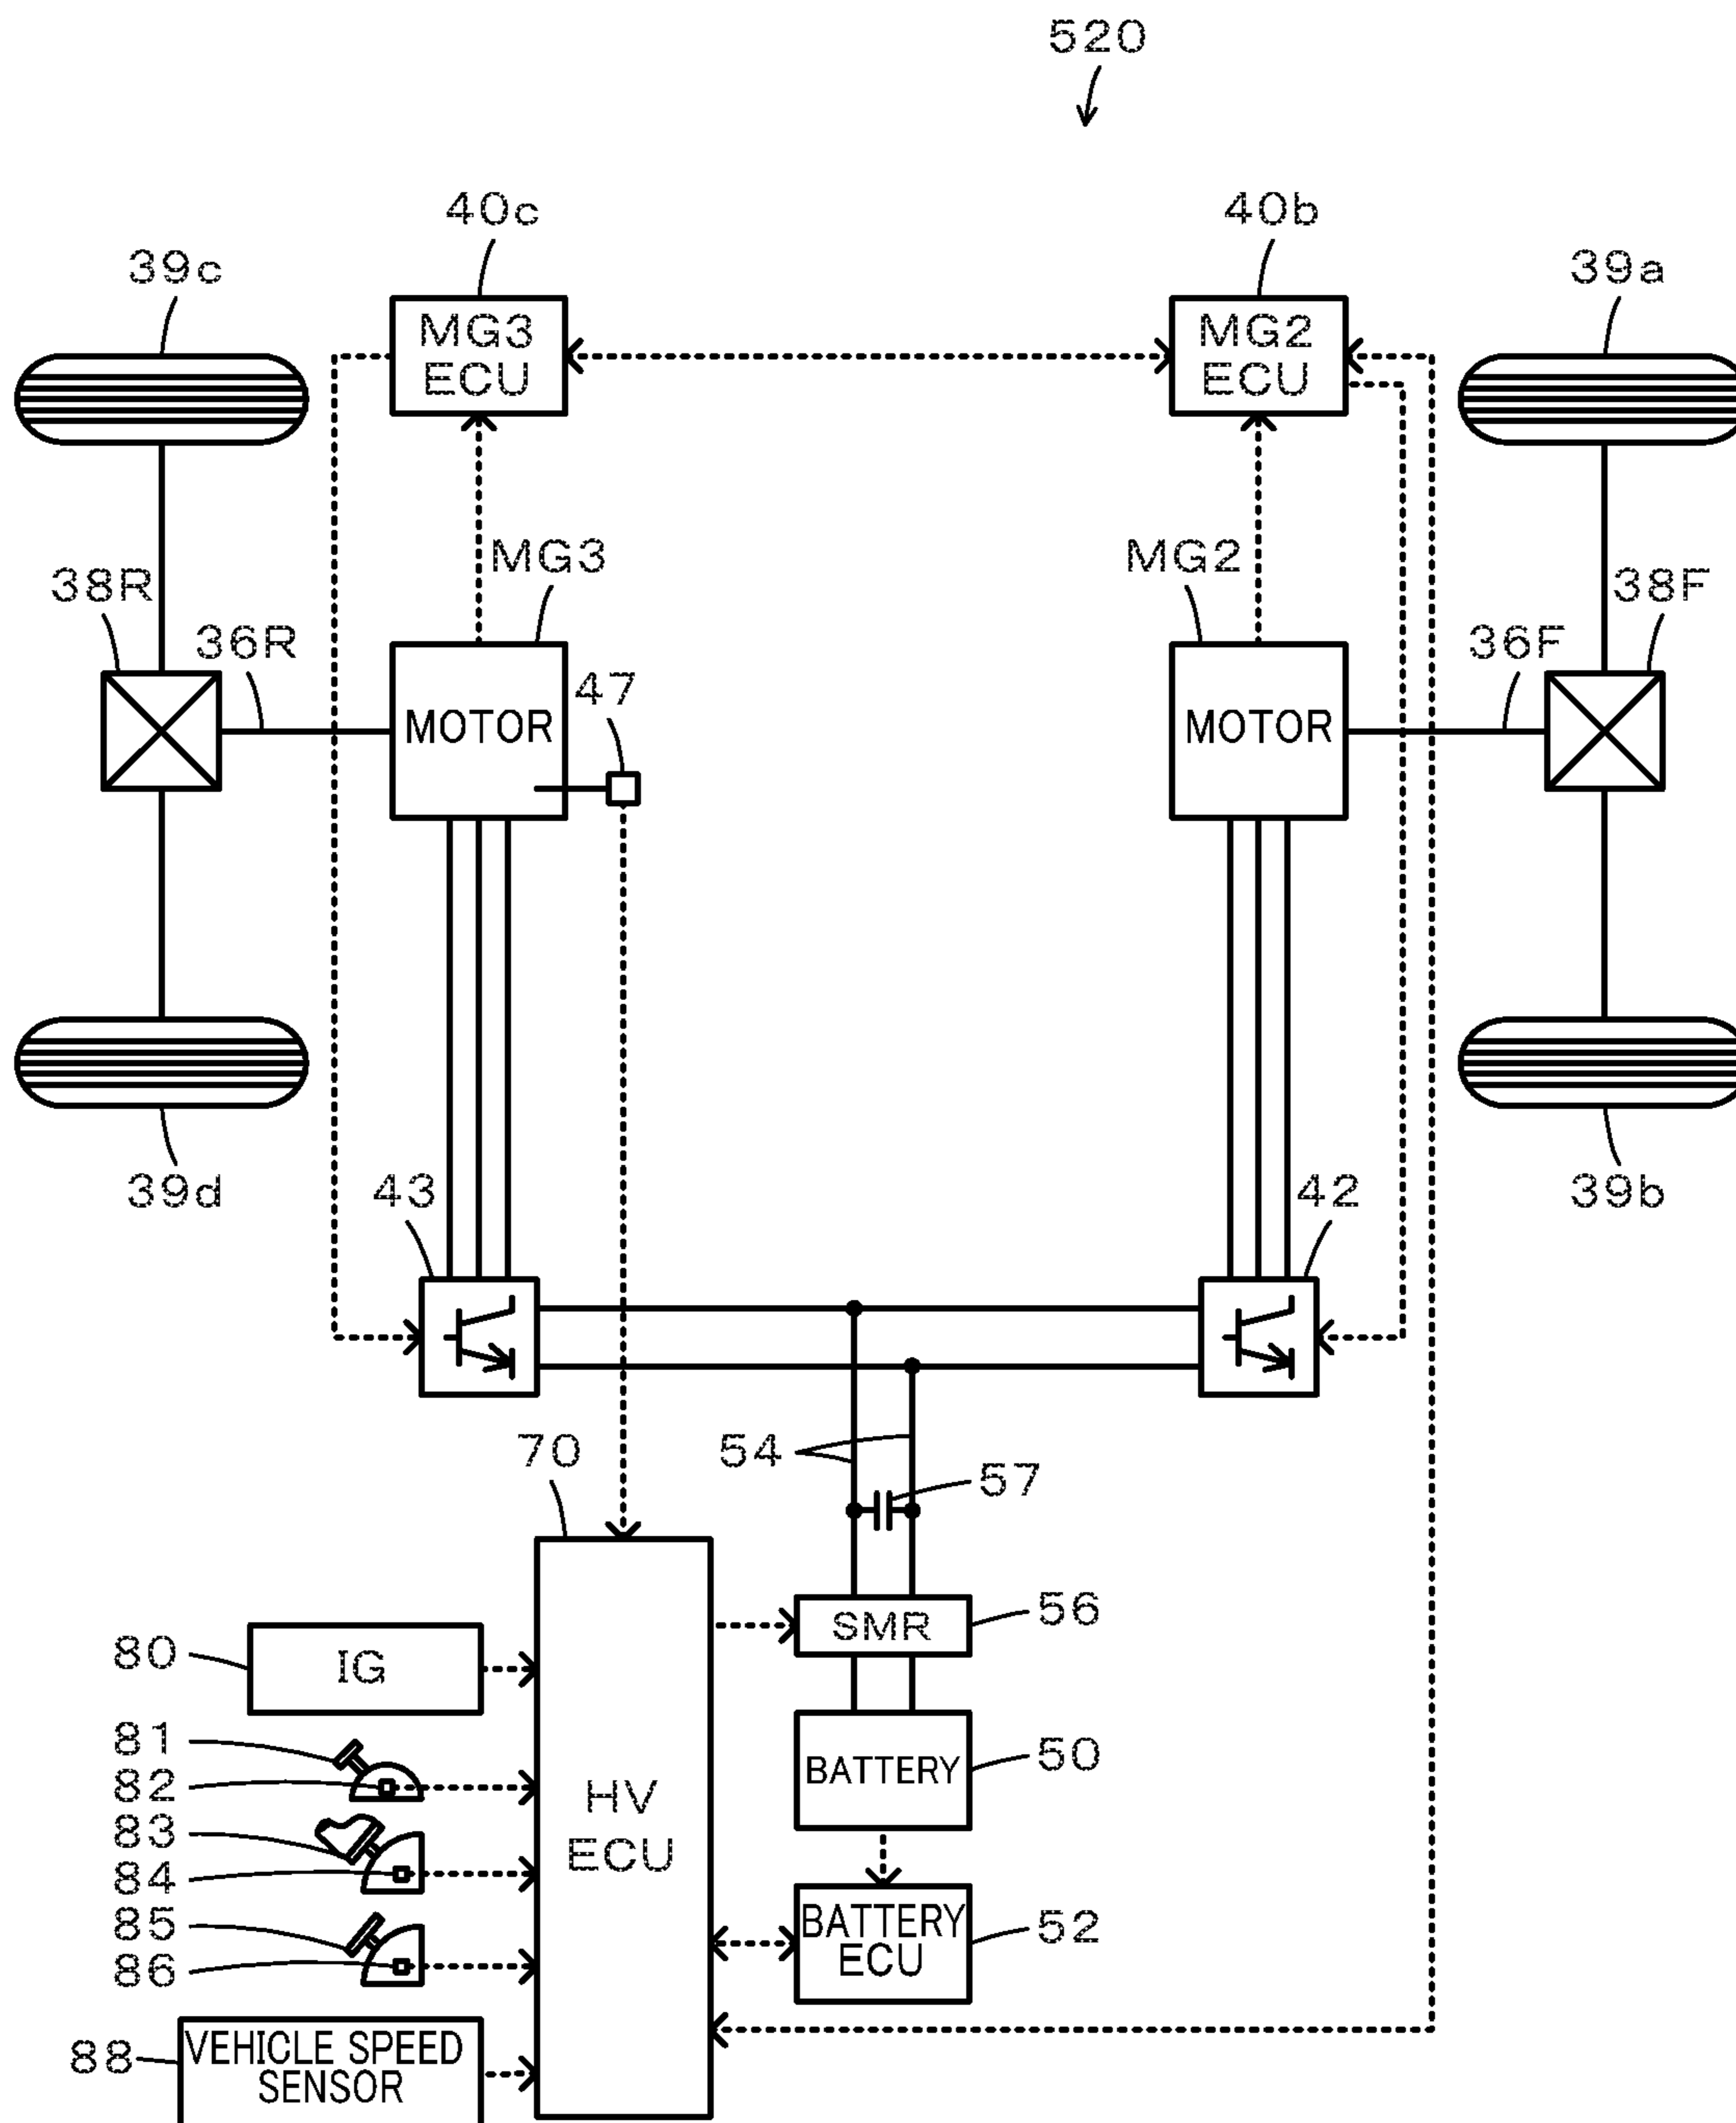 520
40c
40b
39c
39a
MG3
ECU
MG2
ECU
MG3
MG2
38R
38F
36R
36F
47
MOTOR
MOTOR
39d
43
42
39b
70
54
57
56
SMR
80
IG
81
50
BATTERY
82
HV
ECU
83
84
85
BATTERY
ECU
52
86
88
VEHICLE SPEED
SENSOR